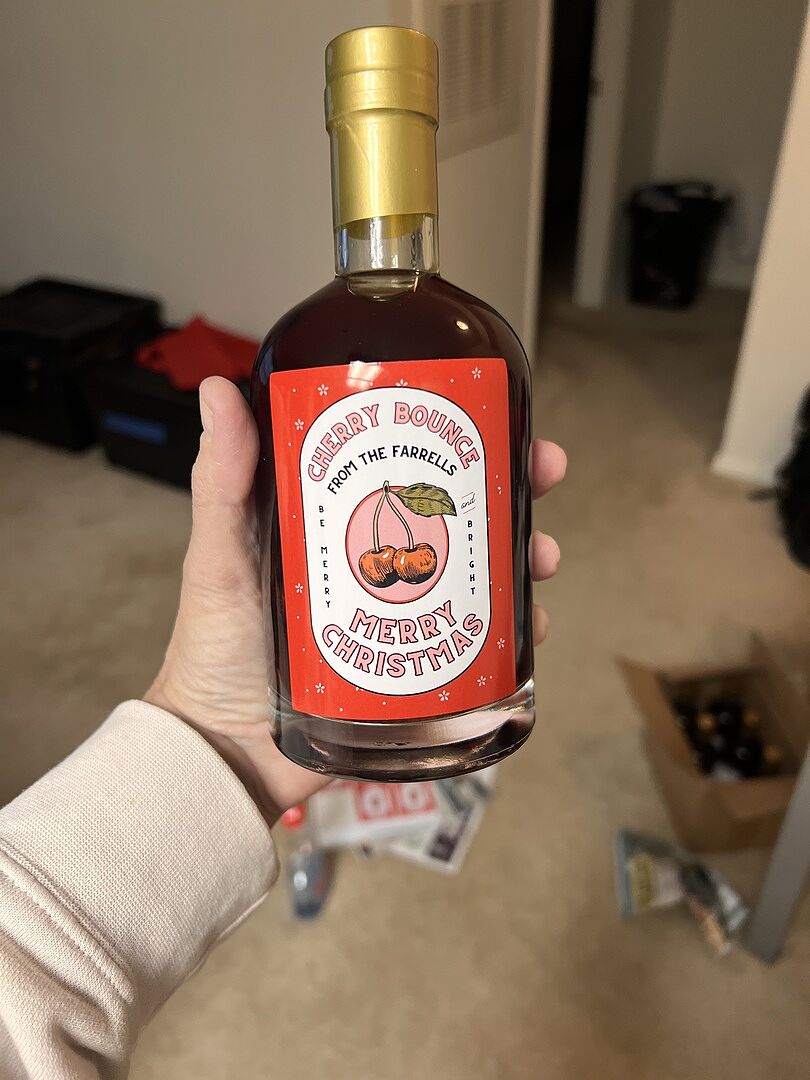 CHERRY BOUNCE
FROM THE FARRELLS
BE MERRY
and
BRIGHT
MERRY
CHRISTMAS